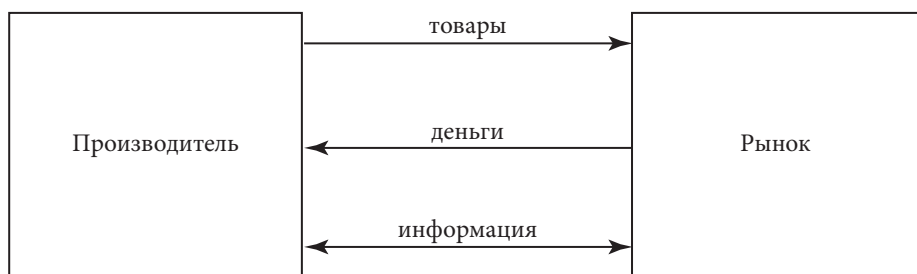 товары
Производитель
деньги
Рынок
информация